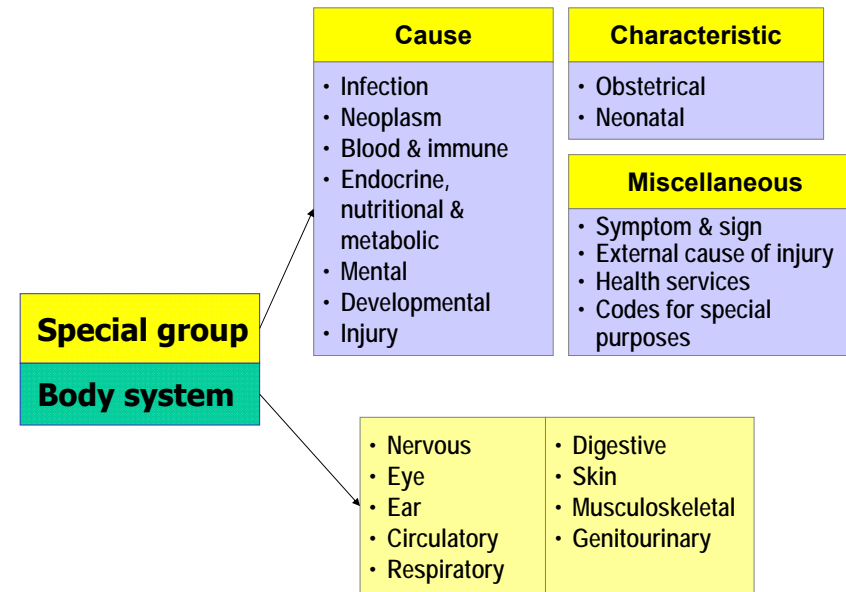 Cause
• Infection
• Neoplasm
• Blood & immune
• Endocrine,
nutritional &
metabolic
• Mental
• Developmental
• Injury
Characteristic
• Obstetrical
• Neonatal
Miscellaneous
• Symptom & sign
• External cause of injury
• Health services
• Codes for special
purposes
Special group
Body system
• Nervous
• Eye
• Ear
• Circulatory
• Respiratory
• Digestive
• Skin
• Musculoskeletal
• Genitourinary